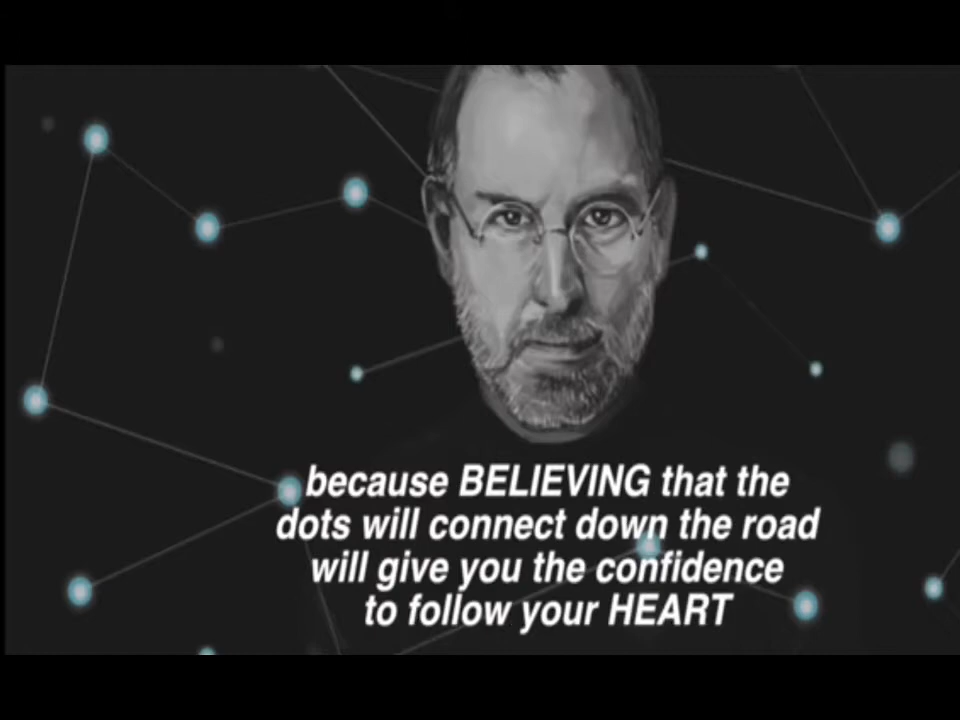 because BELIEVING that the
dots will connect down the road
will give you the confidence
to follow your HEART